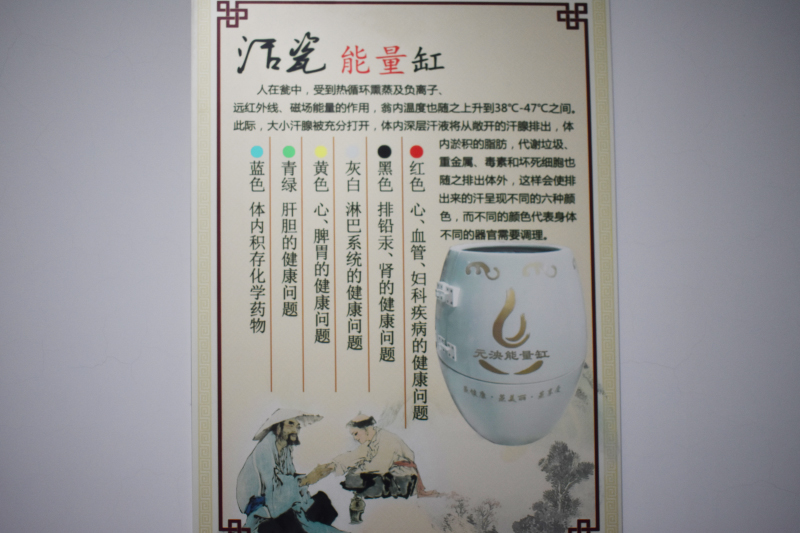 活瓷能量缸
人在瓮中，受到热循环熏蒸及负离子、
远红外线、磁场能量的作用，翁内温度也随之上升到38℃-47℃之间。
此际，大小汗腺被充分打开，体内深层汗液将从敞开的汗腺排出，体
内淤积的脂肪，代谢垃圾、
重金属、毒素和坏死细胞也
随之排出体外，这样会使排
出来的汗呈现不同的六种颜
色，而不同的颜色代表身体
不同的器官需要调理。
红色 心、血管、妇科疾病的健康问题
黑色 排铅汞、肾的健康问题
灰白 淋巴系统的健康问题
黄色 心、脾胃的健康问题
青绿 肝胆的健康问题
蓝色 体内积存化学药物
元泱能量缸